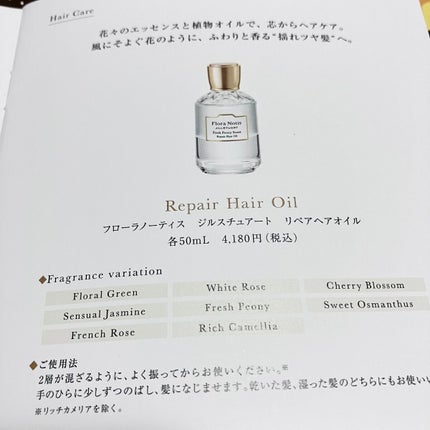 Hair Care
花々のエッセンスと植物オイルで、芯からヘアケア。
風にそよぐ花のように、ふわりと香る“揺れツヤ髪”へ。
Flora Notis
JILL STUART
Fresh Peony Scent
Repair Hair Oil
Repair Hair Oil
フローラノーティス ジルスチュアート リペアヘアオイル
各50mL 4,180円（税込）
◆Fragrance variation
Floral Green
White Rose
Cherry Blossom
Sensual Jasmine
Fresh Peony
Sweet Osmanthus
French Rose
Rich Camellia
◆ご使用法
2層が混ざるように、よく振ってからお使いください。※
手のひらに少しずつのばし、髪になじませます。乾いた髪、湿った髪のどちらにもお使い
※リッチカメリアを除く。